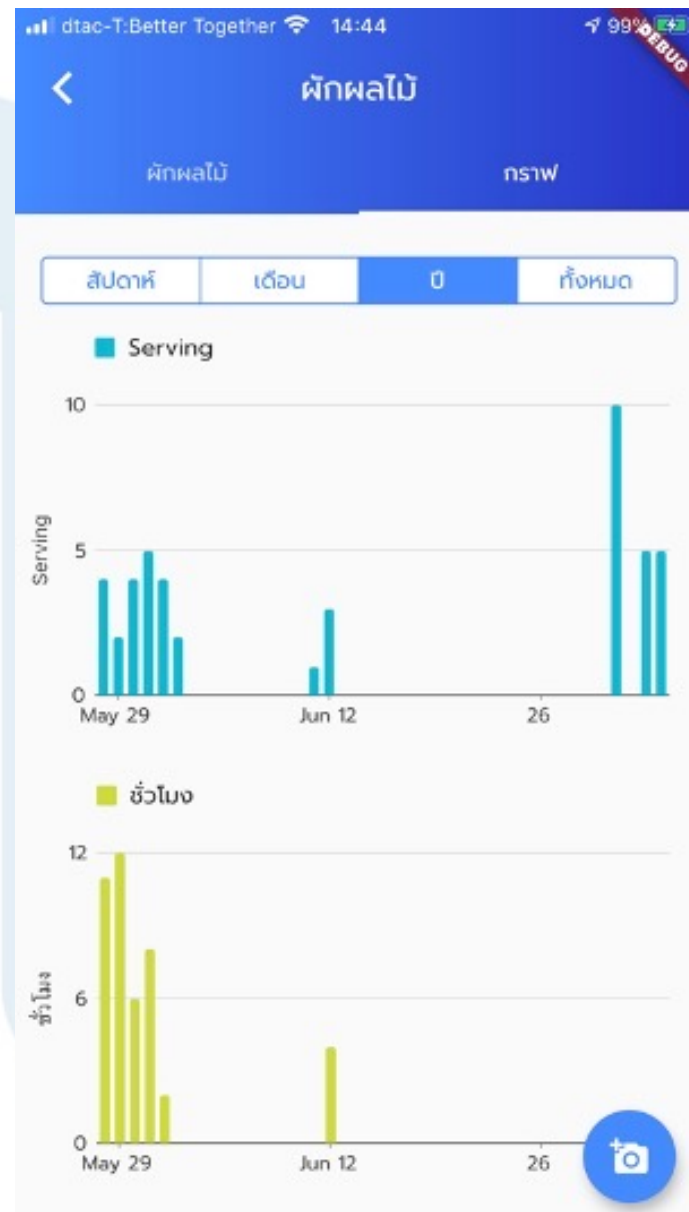 dtac-T:Better Together 14:44 99%
DEBUG
ผักผลไม้
ผักผลไม้ กราฟ
สัปดาห์ เดือน ปี ทั้งหมด
Serving
10
5
0
Serving
May 29 Jun 12 26
ชั่วโมง
12
6
0
ชั่วโมง
May 29 Jun 12 26